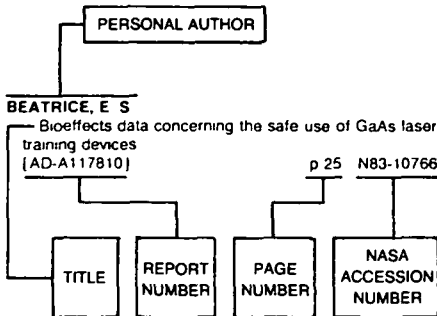 PERSONAL AUTHOR
BEATRICE, E S
Bioeffects data concerning the safe use of GaAs laser
training devices
[AD-A117810] p 25 N83-10766
TITLE
REPORT
NUMBER
PAGE
NUMBER
NASA
ACCESSION
NUMBER